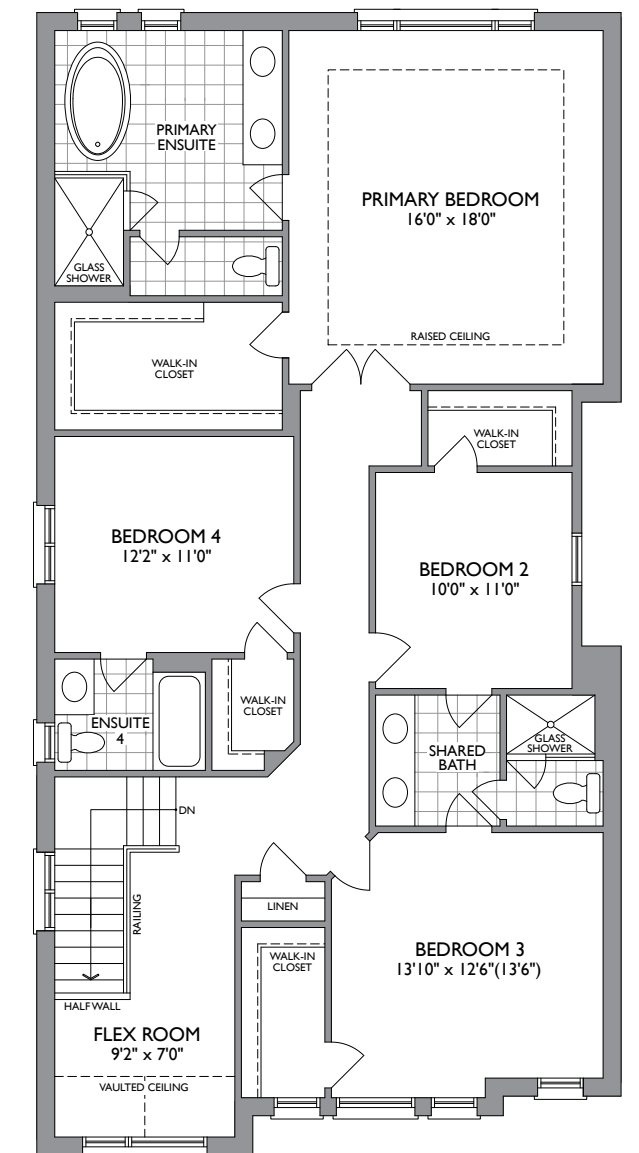 PRIMARY
ENSUITE
PRIMARY BEDROOM
16'0" x 18'0"
GLASS
SHOWER
RAISED CEILING
WALK-IN
CLOSET
WALK-IN
CLOSET
BEDROOM 4
12'2" x 11'0"
BEDROOM 2
10'0" x 11'0"
WALK-IN
CLOSET
ENSUITE
4
SHARED
BATH
GLASS
SHOWER
DN
RAILING
LINEN
BEDROOM 3
13'10" x 12'6"(13'6")
WALK-IN
CLOSET
HALF WALL
FLEX ROOM
9'2" x 7'0"
VAULTED CEILING